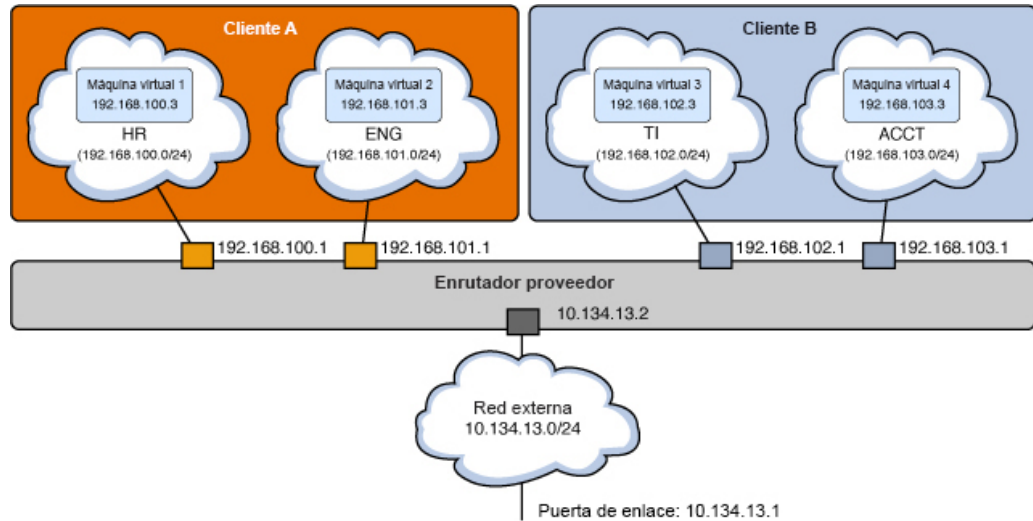 Cliente A
Cliente B
Máquina virtual 1
192.168.100.3
HR
(192.168.100.0/24)
Máquina virtual 2
192.168.101.3
ENG
(192.168.101.0/24)
Máquina virtual 3
192.168.102.3
TI
(192.168.102.0/24)
Máquina virtual 4
192.168.103.3
ACCT
(192.168.103.0/24)
192.168.100.1
192.168.101.1
192.168.102.1
192.168.103.1
Enrutador proveedor
10.134.13.2
Red externa
10.134.13.0/24
Puerta de enlace: 10.134.13.1